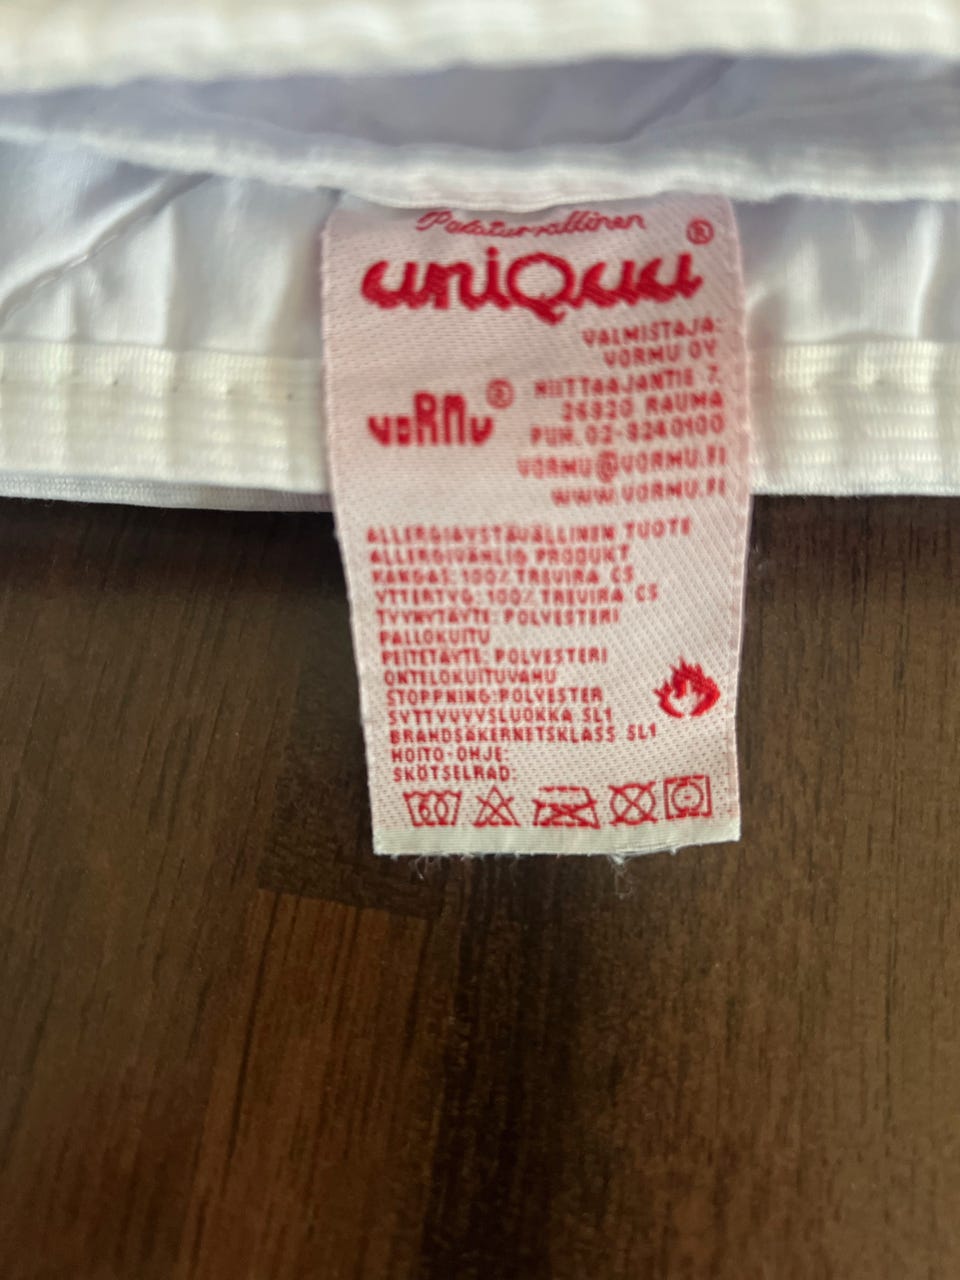 Paloturvallinen
uniQuu ®
VALMISTAJA:
VORMU OY
NIITTAAJANTIE 7,
26820 RAUMA
PUH. 02-8240100
VORMU@VORMU.FI
WWW.VORMU.FI
VORMU ®
ALLERGIAYSTÄVÄLLINEN TUOTE
ALLERGIVÄNLIG PRODUKT
KANGAS: 100% TREVIRA CS
YTTERTYG: 100% TREVIRA CS
TYYNYTÄYTE: POLYESTERI
PALLOKUITU
PEITETÄYTE: POLYESTERI
ONTELOKUITUVANU
STOPPNING: POLYESTER
SYTTYVYYSLUOKKA SL1
BRANDSÄKERHETSKLASS SL1
HOITO-OHJE:
SKÖTSELRÅD:
60